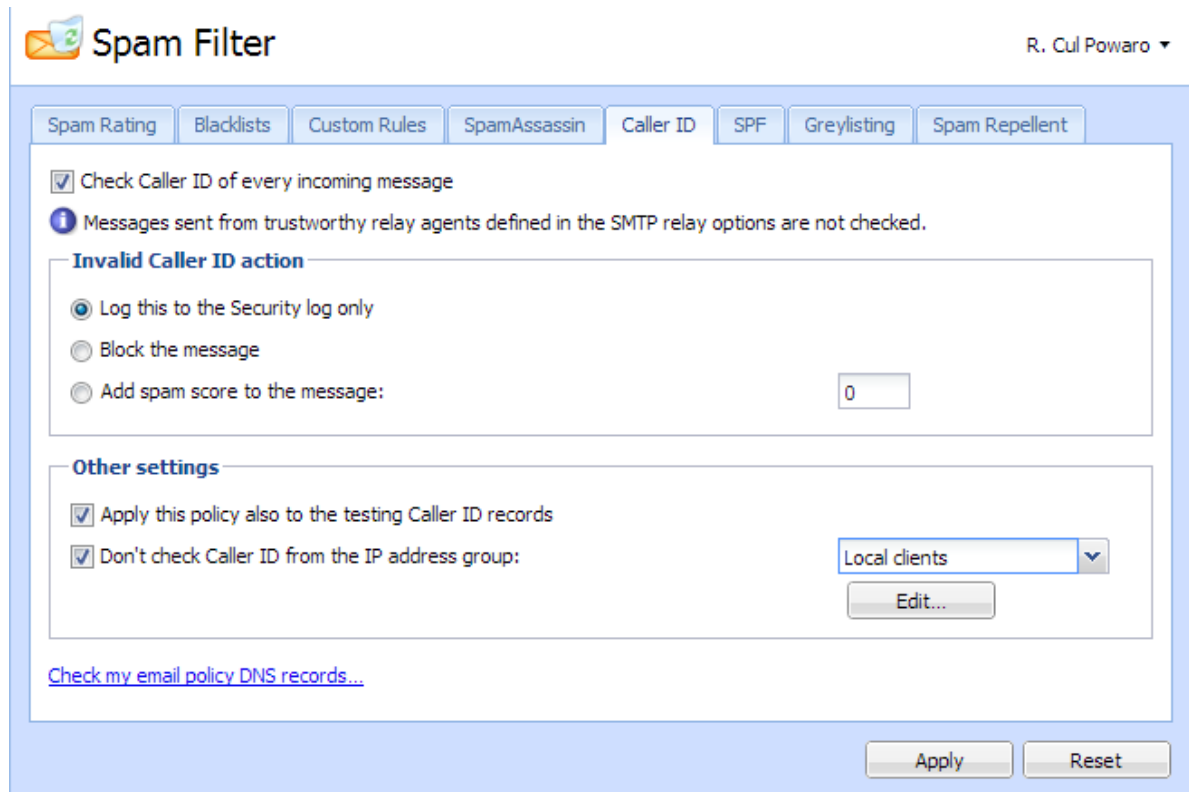 Spam Filter
R. Cul Powaro
Spam Rating
Blacklists
Custom Rules
SpamAssassin
Caller ID
SPF
Greylisting
Spam Repellent
Check Caller ID of every incoming message
Messages sent from trustworthy relay agents defined in the SMTP relay options are not checked.
Invalid Caller ID action
Log this to the Security log only
Block the message
Add spam score to the message:
0
Other settings
Apply this policy also to the testing Caller ID records
Don't check Caller ID from the IP address group:
Local clients
Edit...
Check my email policy DNS records...
Apply
Reset